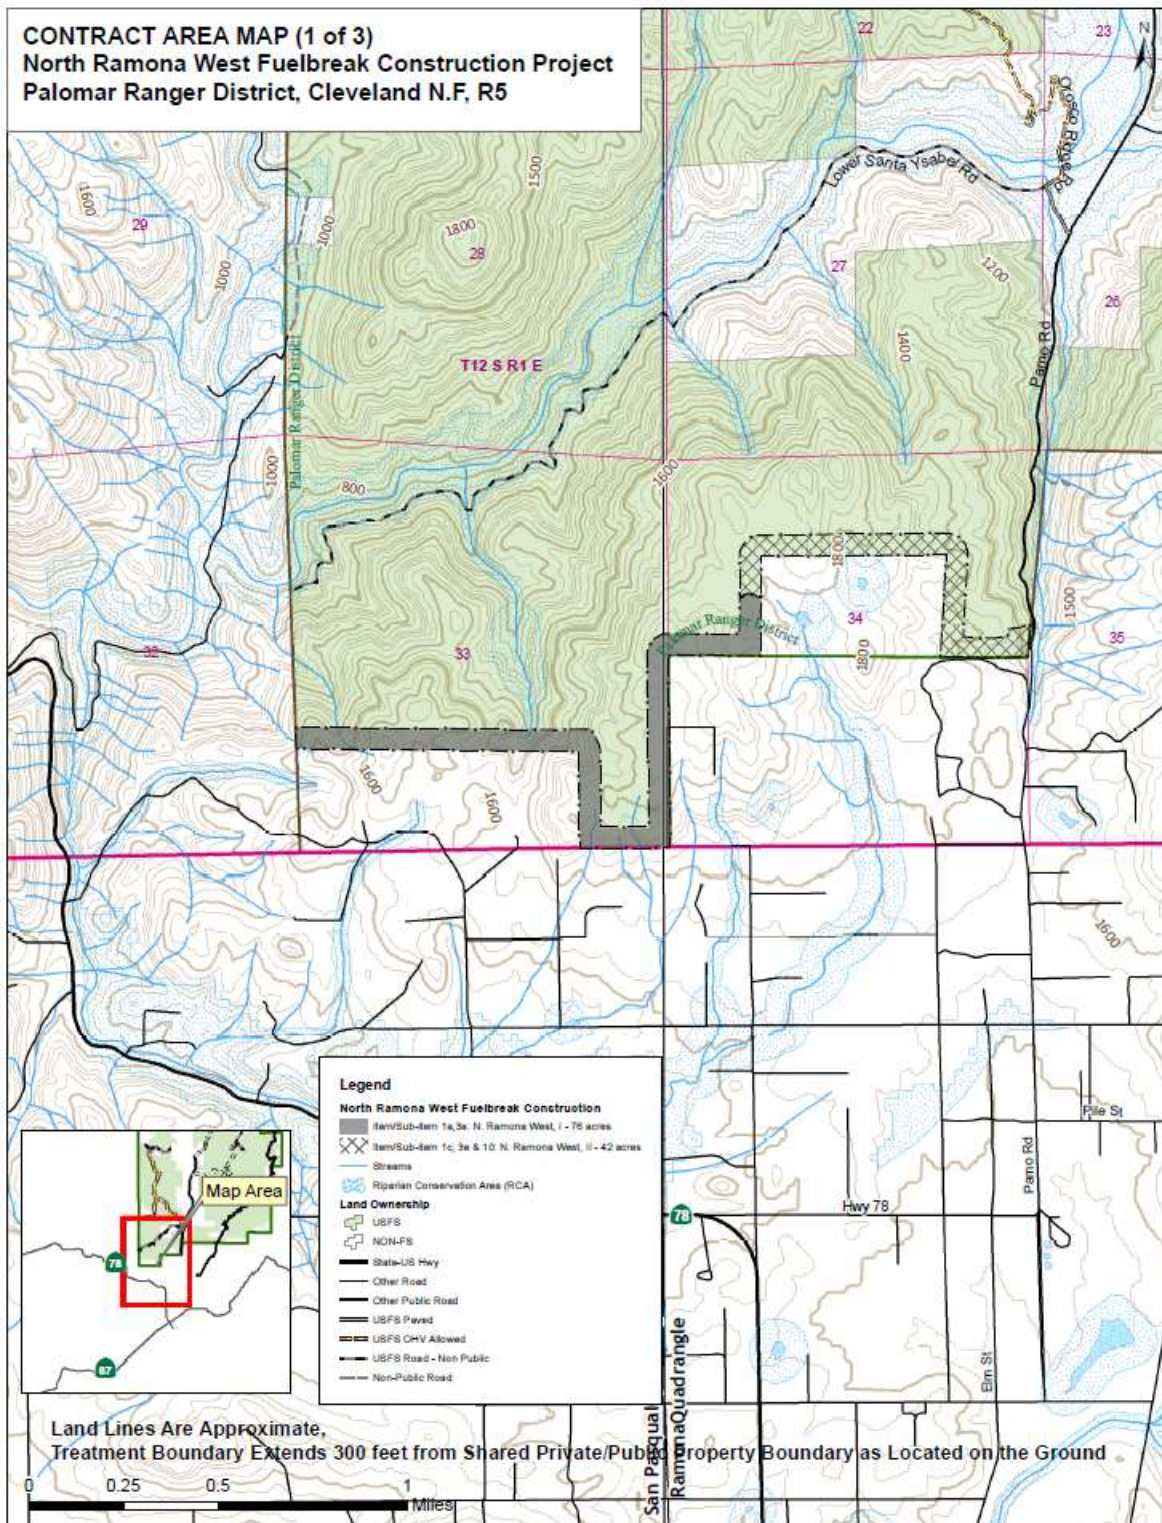 CONTRACT AREA MAP (1 of 3)
North Ramona West Fuelbreak Construction Project
Palomar Ranger District, Cleveland N.F, R5
22
23
N
Orosco Ridge Rd
Lower Santa Ysabel Rd
1500
1600
29
1800
28
1000
1000
27
1200
26
1400
Pamo Rd
T12 S R1 E
Palomar Ranger District
1000
800
1600
1800
34
1500
Palomar Ranger District
35
32
33
1800
1600
1600
1600
Legend
North Ramona West Fuelbreak Construction
Item/Sub-item 1a,3a: N. Ramona West, I - 76 acres
Item/Sub-item 1c, 3e & 10: N. Ramona West, II - 42 acres
Streams
Riparian Conservation Area (RCA)
Land Ownership
USFS
NON-FS
State-US Hwy
Other Road
Other Public Road
USFS Paved
USFS OHV Allowed
USFS Road - Non Public
Non-Public Road
Pile St
Pamo Rd
Map Area
78
67
78
Hwy 78
Elm St
San Pasqual
Ramona Quadrangle
Land Lines Are Approximate,
Treatment Boundary Extends 300 feet from Shared Private/Public Property Boundary as Located on the Ground
0 0.25 0.5 1
Miles